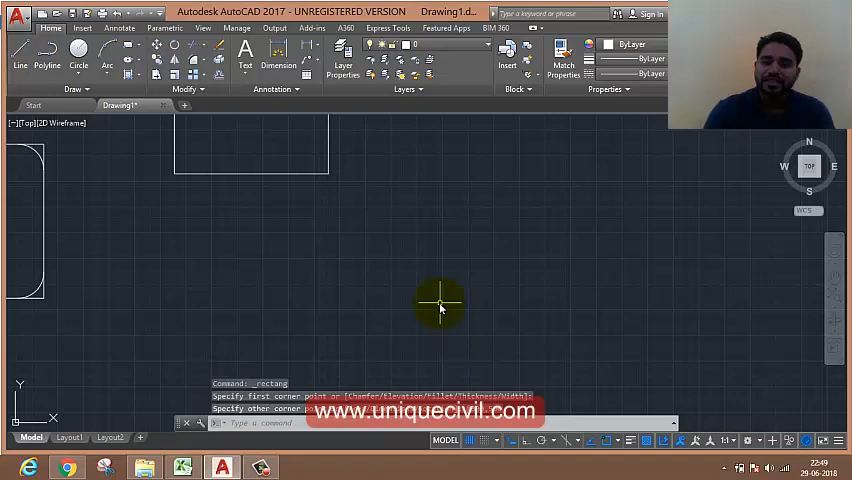 Autodesk AutoCAD 2017 - UNREGISTERED VERSION Drawing1.d...
Type a keyword or phrase
Sign In
Home Insert Annotate Parametric View Manage Output Add-ins A360 Express Tools Featured Apps BIM 360
0
ByLayer
ByLayer
ByLayer
Line Polyline Circle Arc Text Dimension Layer Properties Insert Match Properties
Draw Modify Annotation Layers Block Properties
Start Drawing1*
[−][Top][2D Wireframe]
N
W TOP E
S
WCS
Command: _rectang
Specify first corner point or [Chamfer/Elevation/Fillet/Thickness/Width]:
Specify other corner
www.uniquecivil.com
Type a command
Y
X
Model Layout1 Layout2
MODEL 1:1
22:49
29-06-2018